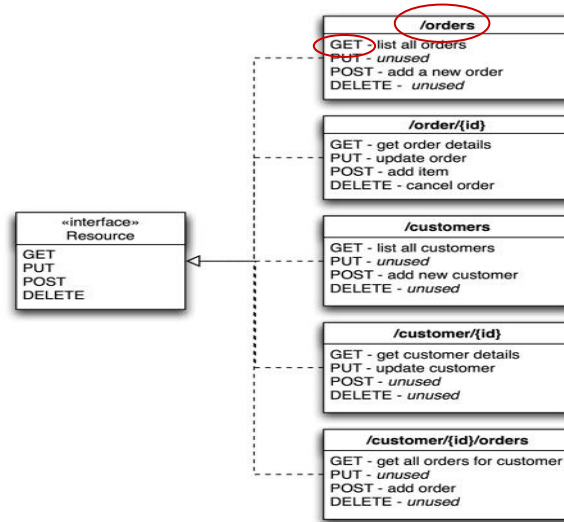 /orders
GET - list all orders
PUT - unused
POST - add a new order
DELETE - unused
/order/{id}
GET - get order details
PUT - update order
POST - add item
DELETE - cancel order
«interface»
Resource
GET
PUT
POST
DELETE
/customers
GET - list all customers
PUT - unused
POST - add new customer
DELETE - unused
/customer/{id}
GET - get customer details
PUT - update customer
POST - unused
DELETE - unused
/customer/{id}/orders
GET - get all orders for customer
PUT - unused
POST - add order
DELETE - unused